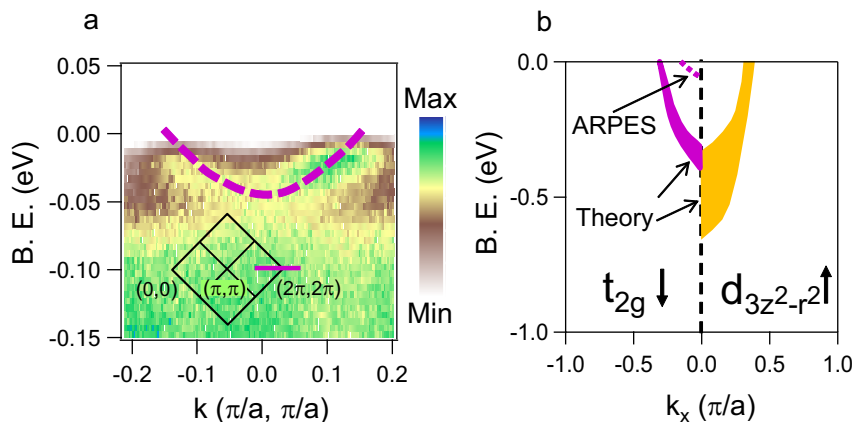 a
0.05
0.00
-0.05
-0.10
-0.15
B. E. (eV)
(0,0)
(π,π)
(2π,2π)
-0.2
-0.1
0.0
0.1
0.2
k (π/a, π/a)
Max
Min
b
0.0
-0.5
-1.0
B. E. (eV)
ARPES
Theory
t2g
d3z²-r²
-1.0
-0.5
0.0
0.5
1.0
kx (π/a)